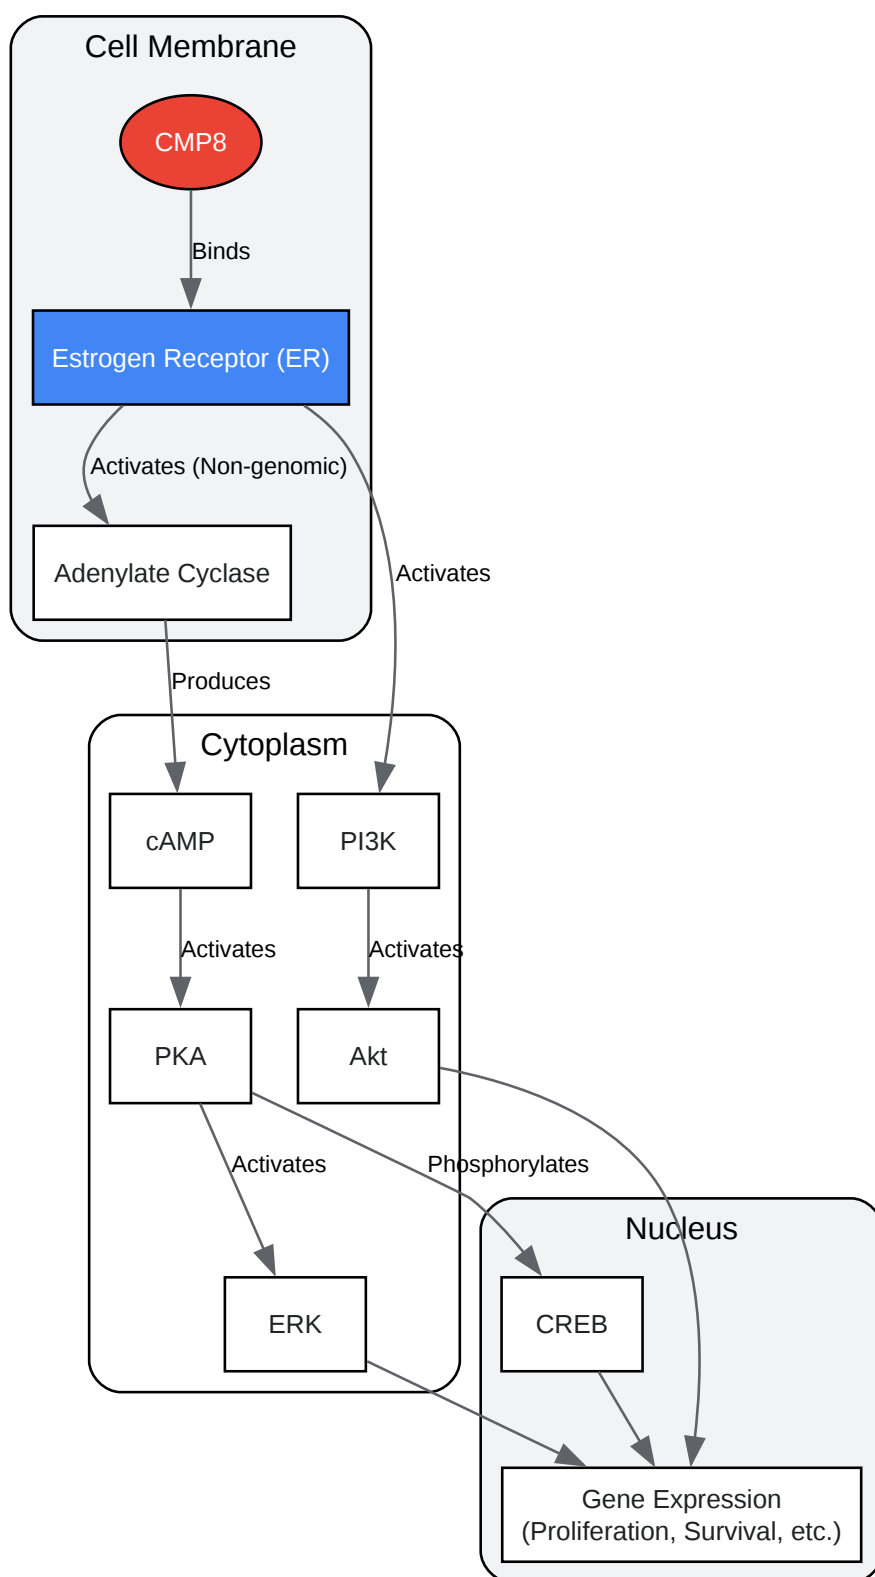 Cell Membrane
CMP8
Binds
Estrogen Receptor (ER)
Activates (Non-genomic)
Adenylate Cyclase
Activates
Produces
Cytoplasm
cAMP
PI3K
Activates
Activates
PKA
Akt
Activates
Phosphorylates
Nucleus
ERK
CREB
Gene Expression
(Proliferation, Survival, etc.)